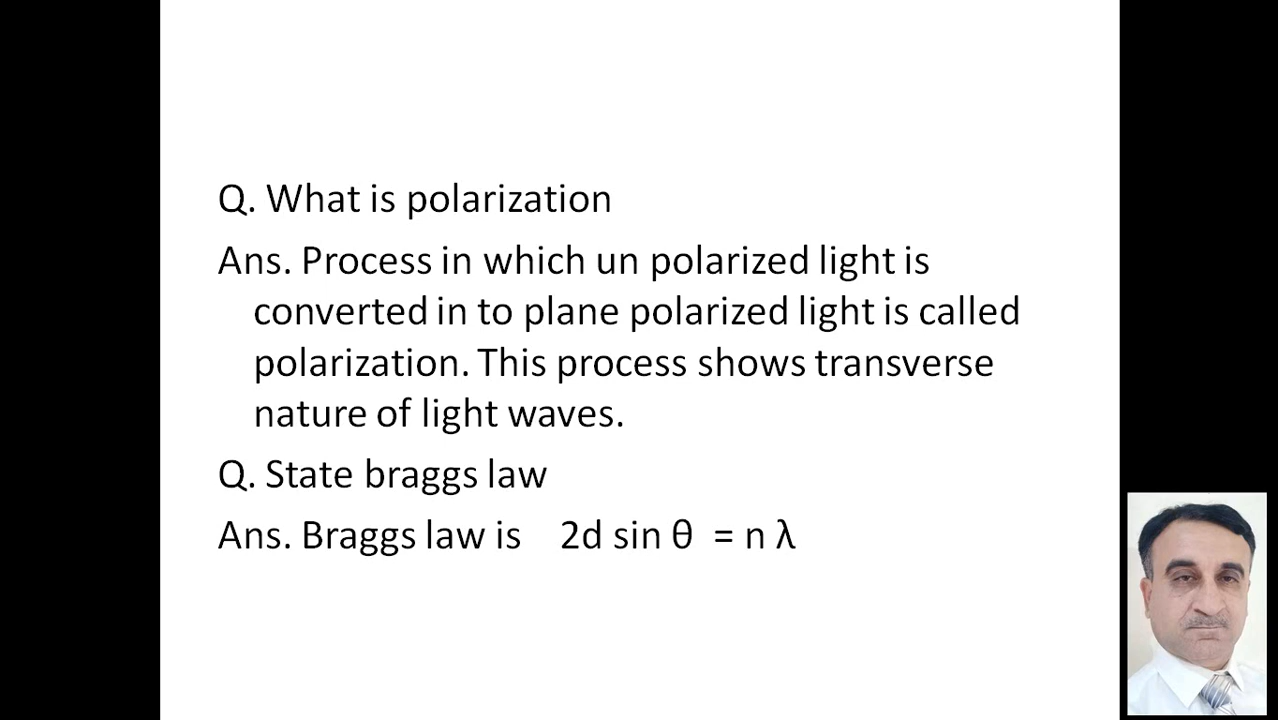 Q. What is polarization
Ans. Process in which un polarized light is
converted in to plane polarized light is called
polarization. This process shows transverse
nature of light waves.
Q. State braggs law
Ans. Braggs law is 2d sin θ = n λ